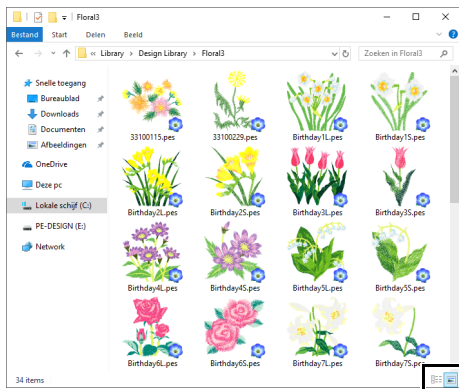 Floral3
Bestand Start Delen Beeld
« Library › Design Library › Floral3
Zoeken in Floral3
Snelle toegang
Bureaublad
Downloads
Documenten
Afbeeldingen
OneDrive
Deze pc
Lokale schijf (C:)
PE-DESIGN (E:)
Network
33100115.pes 33100229.pes Birthday1L.pes Birthday1S.pes
Birthday2L.pes Birthday2S.pes Birthday3L.pes Birthday3S.pes
Birthday4L.pes Birthday4S.pes Birthday5L.pes Birthday5S.pes
Birthday6L.pes Birthday6S.pes Birthday7L.pes Birthday7S.pes
34 items